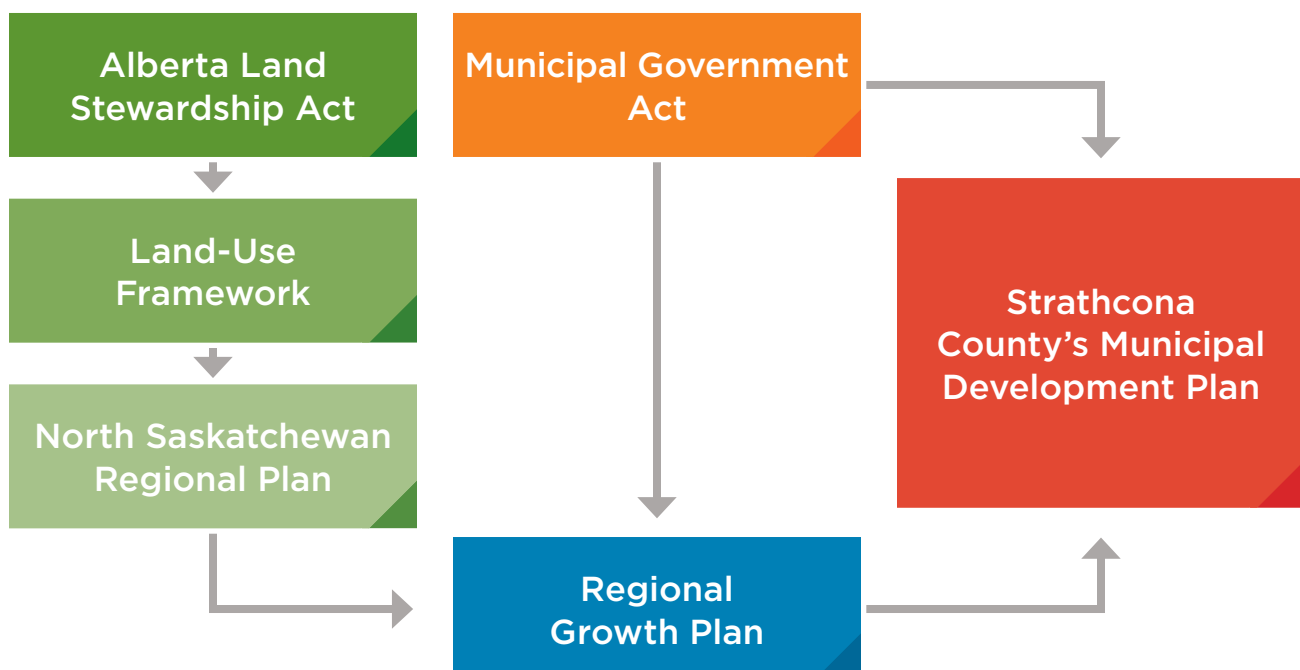 Alberta Land
Stewardship Act
Municipal Government
Act
Land-Use
Framework
North Saskatchewan
Regional Plan
Regional
Growth Plan
Strathcona
County’s Municipal
Development Plan